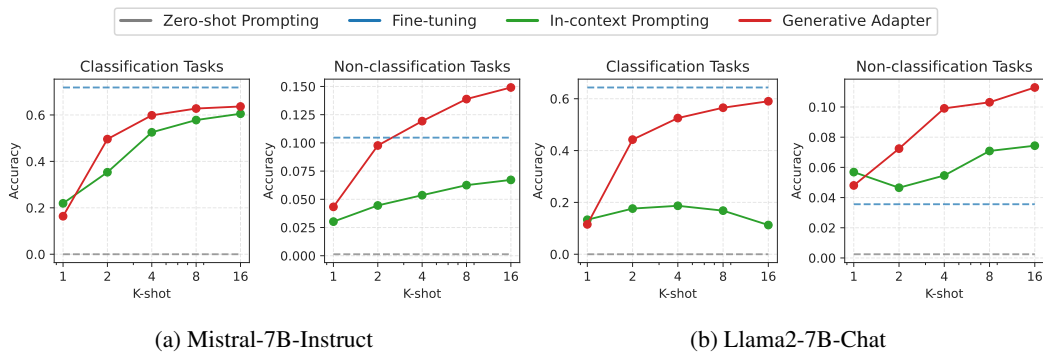 Zero-shot Prompting Fine-tuning In-context Prompting Generative Adapter
Classification Tasks
Accuracy
0.6
0.4
0.2
0.0
1 2 4 8 16
K-shot
Non-classification Tasks
Accuracy
0.150
0.125
0.100
0.075
0.050
0.025
0.000
1 2 4 8 16
K-shot
(a) Mistral-7B-Instruct
Classification Tasks
Accuracy
0.6
0.4
0.2
0.0
1 2 4 8 16
K-shot
Non-classification Tasks
Accuracy
0.10
0.08
0.06
0.04
0.02
0.00
1 2 4 8 16
K-shot
(b) Llama2-7B-Chat